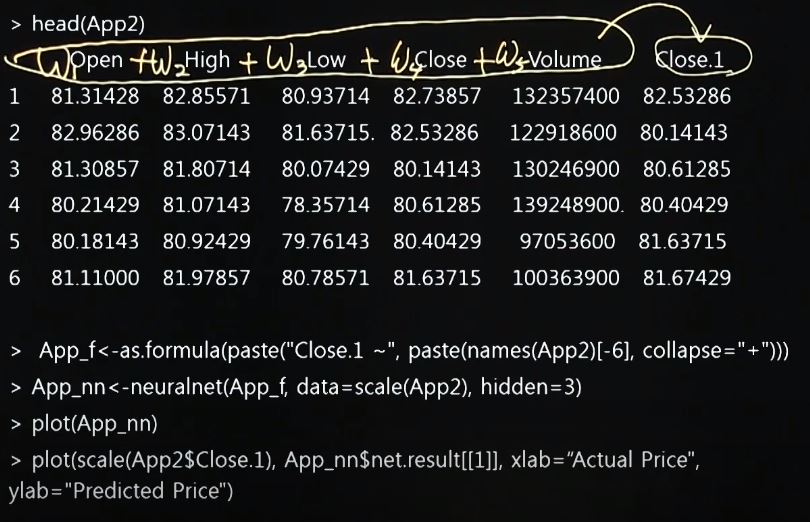 > head(App2)
W1 Open + W2 High + W3 Low + W4 Close + W5 Volume Close.1
1 81.31428 82.85571 80.93714 82.73857 132357400 82.53286
2 82.96286 83.07143 81.63715. 82.53286 122918600 80.14143
3 81.30857 81.80714 80.07429 80.14143 130246900 80.61285
4 80.21429 81.07143 78.35714 80.61285 139248900. 80.40429
5 80.18143 80.92429 79.76143 80.40429 97053600 81.63715
6 81.11000 81.97857 80.78571 81.63715 100363900 81.67429
> App_f<-as.formula(paste("Close.1 ~", paste(names(App2)[-6], collapse="+")))
> App_nn<-neuralnet(App_f, data=scale(App2), hidden=3)
> plot(App_nn)
> plot(scale(App2$Close.1), App_nn$net.result[[1]], xlab="Actual Price",
ylab="Predicted Price")